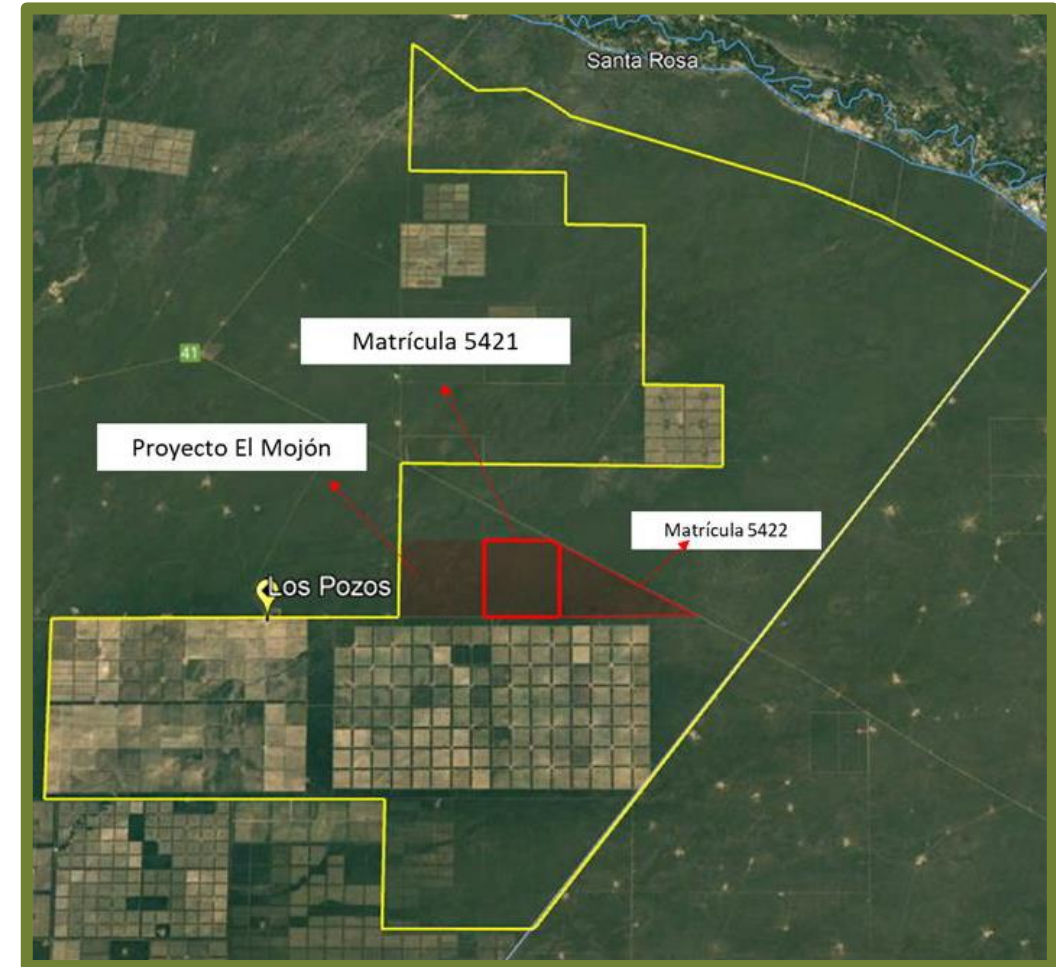 Santa Rosa
Matrícula 5421
41
Proyecto El Mojón
Matrícula 5422
Los Pozos